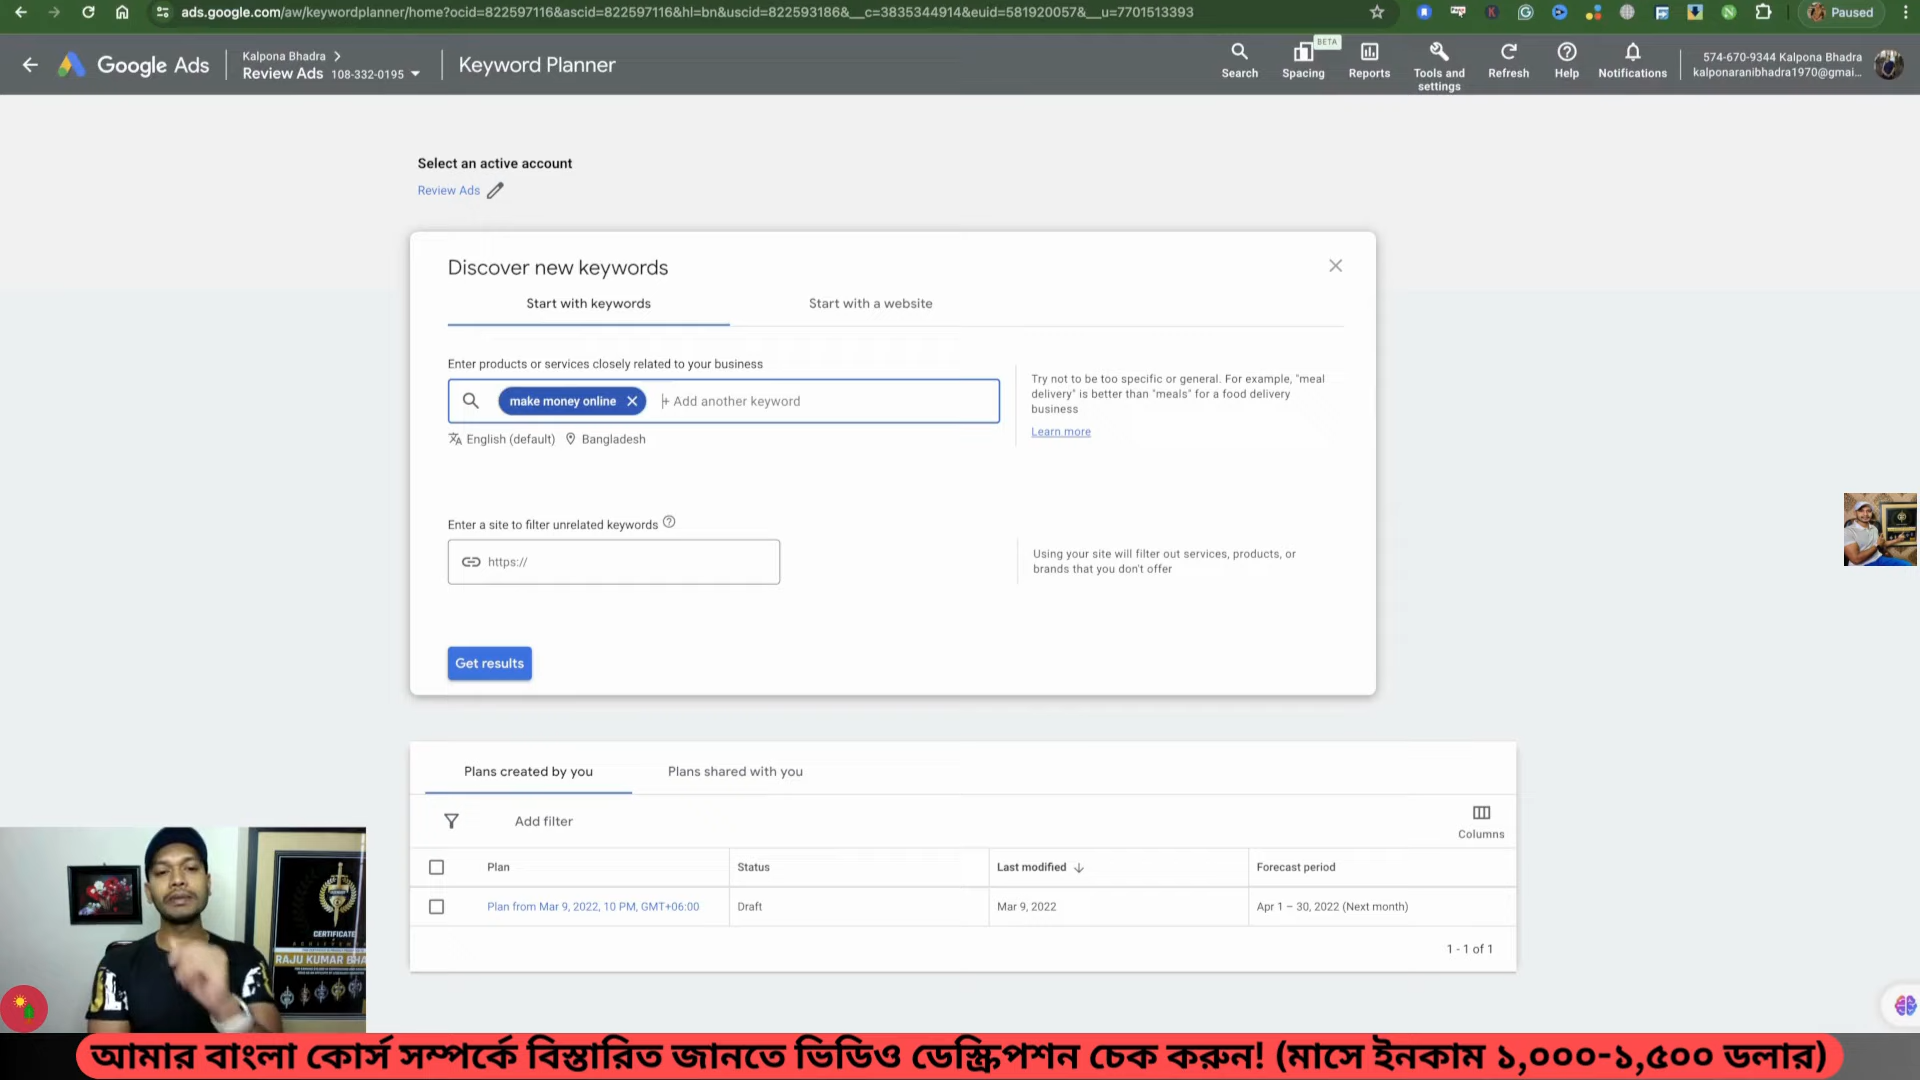 ads.google.com/aw/keywordplanner/home?ocid=822597116&ascid=822597116&hl=bn&uscid=822593186&__c=3835344914&euid=581920057&__u=7701513393
Paused
Google Ads
Kalpona Bhadra
Review Ads 108-332-0195
Keyword Planner
Search
BETA
Spacing
Reports
Tools and settings
Refresh
Help
Notifications
574-670-9344 Kalpona Bhadra
kalponaranibhadra1970@gmai...
Select an active account
Review Ads
Discover new keywords
Start with keywords
Start with a website
Enter products or services closely related to your business
make money online
+ Add another keyword
English (default)
Bangladesh
Try not to be too specific or general. For example, "meal
delivery" is better than "meals" for a food delivery
business
Learn more
Enter a site to filter unrelated keywords
https://
Using your site will filter out services, products, or
brands that you don't offer
Get results
Plans created by you
Plans shared with you
Add filter
Columns
Plan
Status
Last modified
Forecast period
Plan from Mar 9, 2022, 10 PM, GMT+06:00
Draft
Mar 9, 2022
Apr 1 – 30, 2022 (Next month)
1 - 1 of 1
CERTIFICATE
RAJU KUMAR BHA
আমার বাংলা কোর্স সম্পর্কে বিস্তারিত জানতে ভিডিও ডেস্ক্রিপশন চেক করুন! (মাসে ইনকাম ১,০০০-১,৫০০ ডলার)